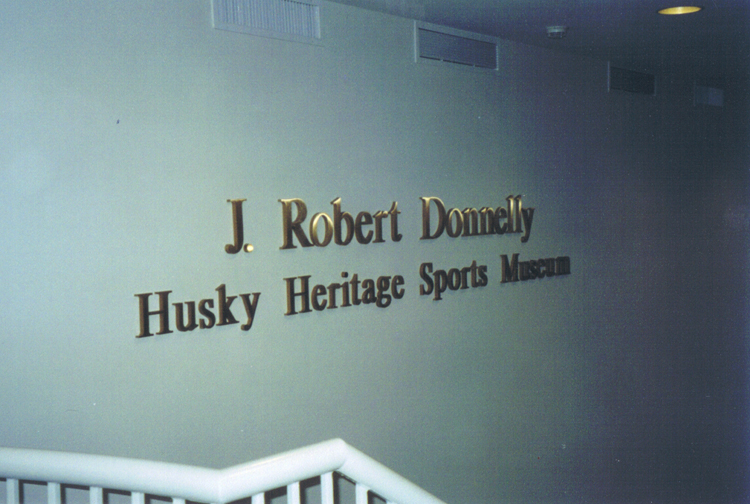 J. Robert Donnelly
Husky Heritage Sports Museum